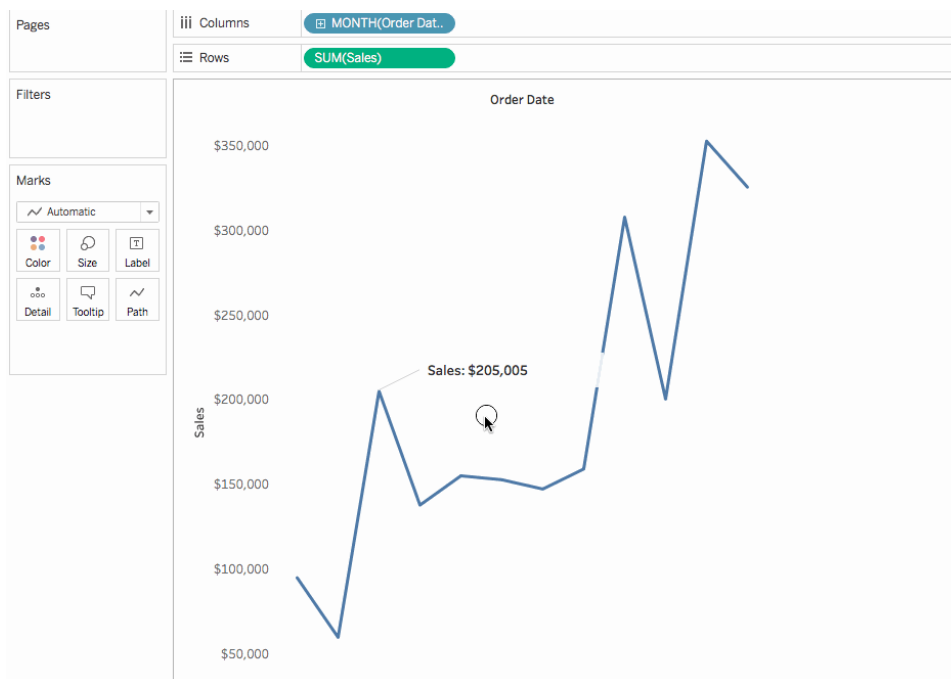 Pages
Columns
MONTH(Order Dat..
Rows
SUM(Sales)
Filters
Marks
Automatic
Color
Size
T
Label
Detail
Tooltip
Path
Order Date
$350,000
$300,000
$250,000
$200,000
$150,000
$100,000
$50,000
Sales
Sales: $205,005